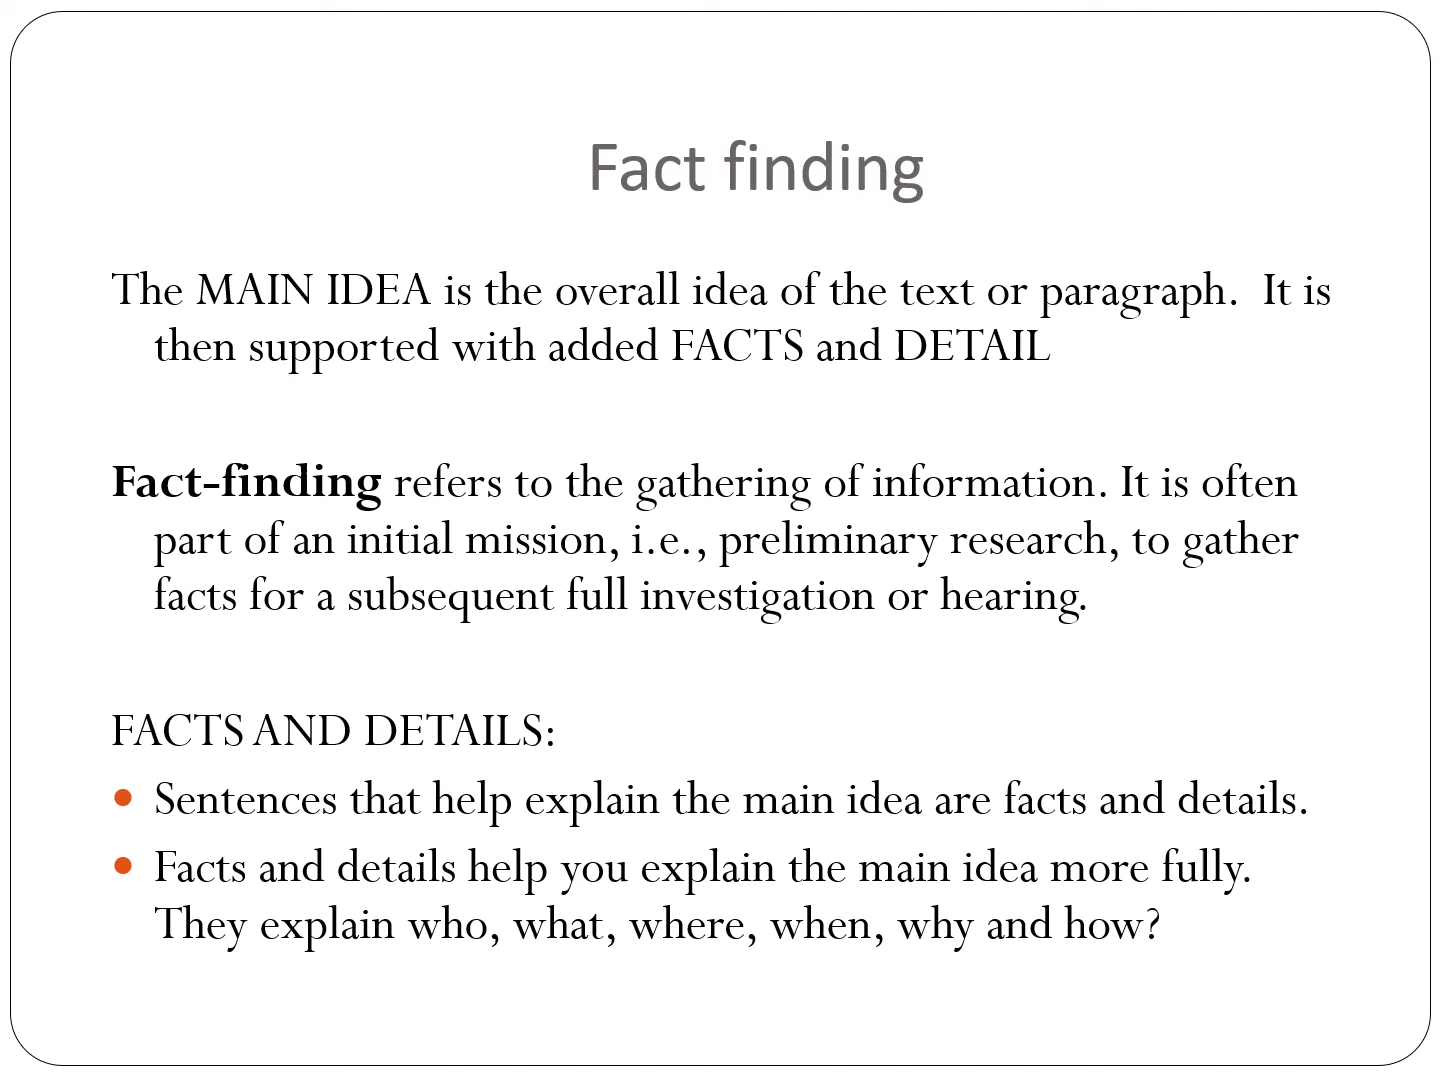 Fact finding
The MAIN IDEA is the overall idea of the text or paragraph.  It is
then supported with added FACTS and DETAIL
Fact-finding refers to the gathering of information. It is often
part of an initial mission, i.e., preliminary research, to gather
facts for a subsequent full investigation or hearing.
FACTS AND DETAILS:
• Sentences that help explain the main idea are facts and details.
• Facts and details help you explain the main idea more fully.
They explain who, what, where, when, why and how?